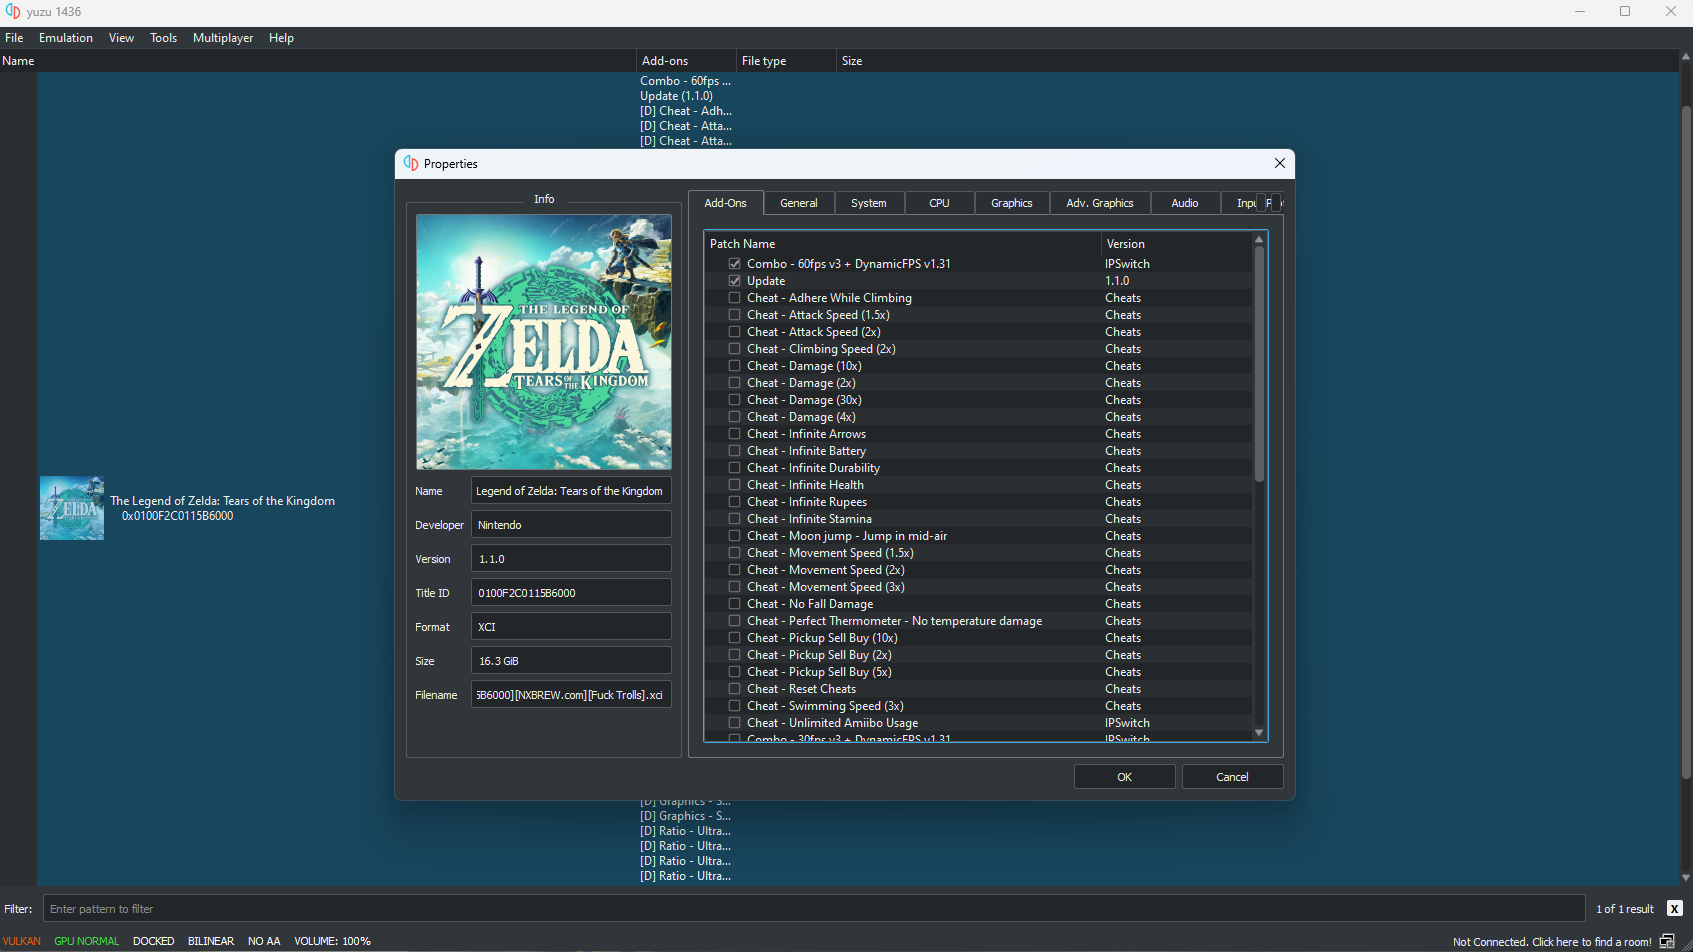 yuzu 1436
File Emulation View Tools Multiplayer Help
Name Add-ons File type Size
Combo - 60fps ...
Update (1.1.0)
[D] Cheat - Adh...
[D] Cheat - Atta...
[D] Cheat - Atta...
The Legend of Zelda: Tears of the Kingdom
0x0100F2C0115B6000
Properties
Info
THE LEGEND OF
ZELDA
TEARS OF THE KINGDOM
Name Legend of Zelda: Tears of the Kingdom
Developer Nintendo
Version 1.1.0
Title ID 0100F2C0115B6000
Format XCI
Size 16.3 GiB
Filename 5B6000][NXBREW.com][Fuck Trolls].xci
Add-Ons General System CPU Graphics Adv. Graphics Audio Inpu
Patch Name Version
Combo - 60fps v3 + DynamicFPS v1.31 IPSwitch
Update 1.1.0
Cheat - Adhere While Climbing Cheats
Cheat - Attack Speed (1.5x) Cheats
Cheat - Attack Speed (2x) Cheats
Cheat - Climbing Speed (2x) Cheats
Cheat - Damage (10x) Cheats
Cheat - Damage (2x) Cheats
Cheat - Damage (30x) Cheats
Cheat - Damage (4x) Cheats
Cheat - Infinite Arrows Cheats
Cheat - Infinite Battery Cheats
Cheat - Infinite Durability Cheats
Cheat - Infinite Health Cheats
Cheat - Infinite Rupees Cheats
Cheat - Infinite Stamina Cheats
Cheat - Moon jump - Jump in mid-air Cheats
Cheat - Movement Speed (1.5x) Cheats
Cheat - Movement Speed (2x) Cheats
Cheat - Movement Speed (3x) Cheats
Cheat - No Fall Damage Cheats
Cheat - Perfect Thermometer - No temperature damage Cheats
Cheat - Pickup Sell Buy (10x) Cheats
Cheat - Pickup Sell Buy (2x) Cheats
Cheat - Pickup Sell Buy (5x) Cheats
Cheat - Reset Cheats Cheats
Cheat - Swimming Speed (3x) Cheats
Cheat - Unlimited Amiibo Usage IPSwitch
Combo - 30fps v3 + DynamicFPS v1.31 IPSwitch
OK Cancel
[D] Graphics - S...
[D] Graphics - S...
[D] Ratio - Ultra...
[D] Ratio - Ultra...
[D] Ratio - Ultra...
[D] Ratio - Ultra...
Filter: Enter pattern to filter 1 of 1 result X
VULKAN GPU NORMAL DOCKED BILINEAR NO AA VOLUME: 100% Not Connected. Click here to find a room!